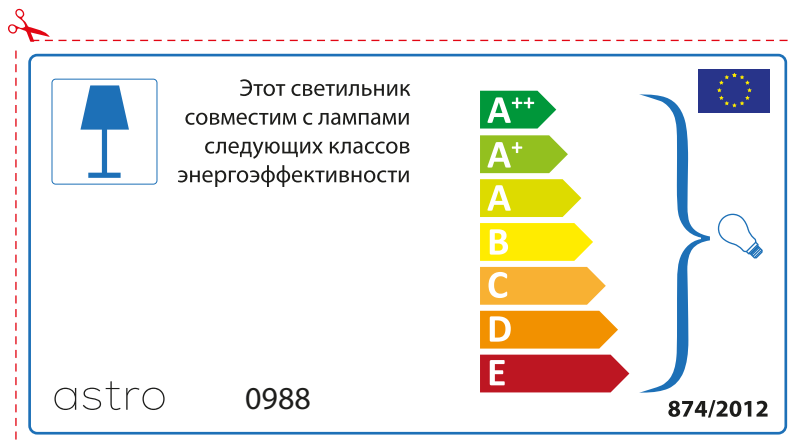 Этот светильник
совместим с лампами
следующих классов
энергоэффективности
A++
A+
A
B
C
D
E
astro
0988
874/2012